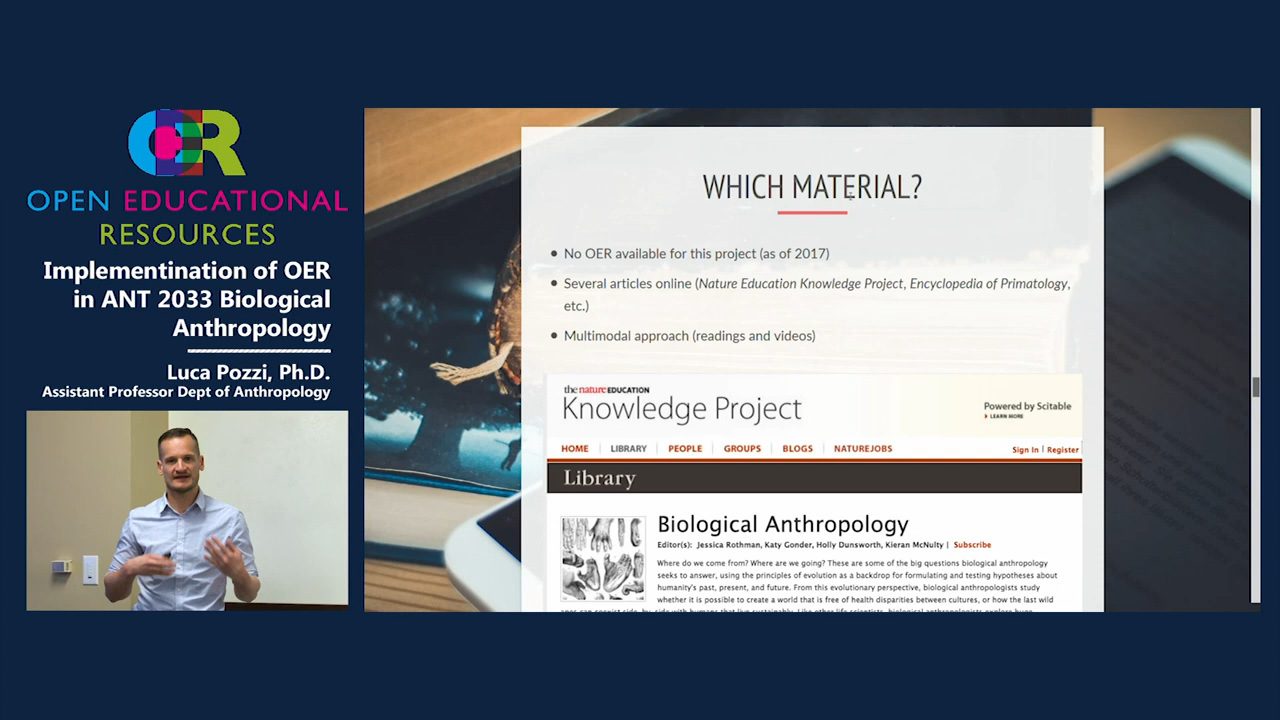 OER
OPEN EDUCATIONAL
RESOURCES
Implementination of OER
in ANT 2033 Biological
Anthropology
Luca Pozzi, Ph.D.
Assistant Professor Dept of Anthropology
WHICH MATERIAL?
• No OER available for this project (as of 2017)
• Several articles online (Nature Education Knowledge Project, Encyclopedia of Primatology,
etc.)
• Multimodal approach (readings and videos)
the nature EDUCATION
Knowledge Project
Powered by Scitable
LEARN MORE
HOME | LIBRARY | PEOPLE | GROUPS | BLOGS | NATUREJOBS
Sign In | Register
Library
Biological Anthropology
Editor(s): Jessica Rothman, Katy Gonder, Holly Dunsworth, Kieran McNulty | Subscribe
Where do we come from? Where are we going? These are some of the big questions biological anthropology
seeks to answer, using the principles of evolution as a backdrop for formulating and testing hypotheses about
humanity's past, present, and future. From this evolutionary perspective, biological anthropologists study
whether it is possible to create a world that is free of health disparities between cultures, or how the last wild